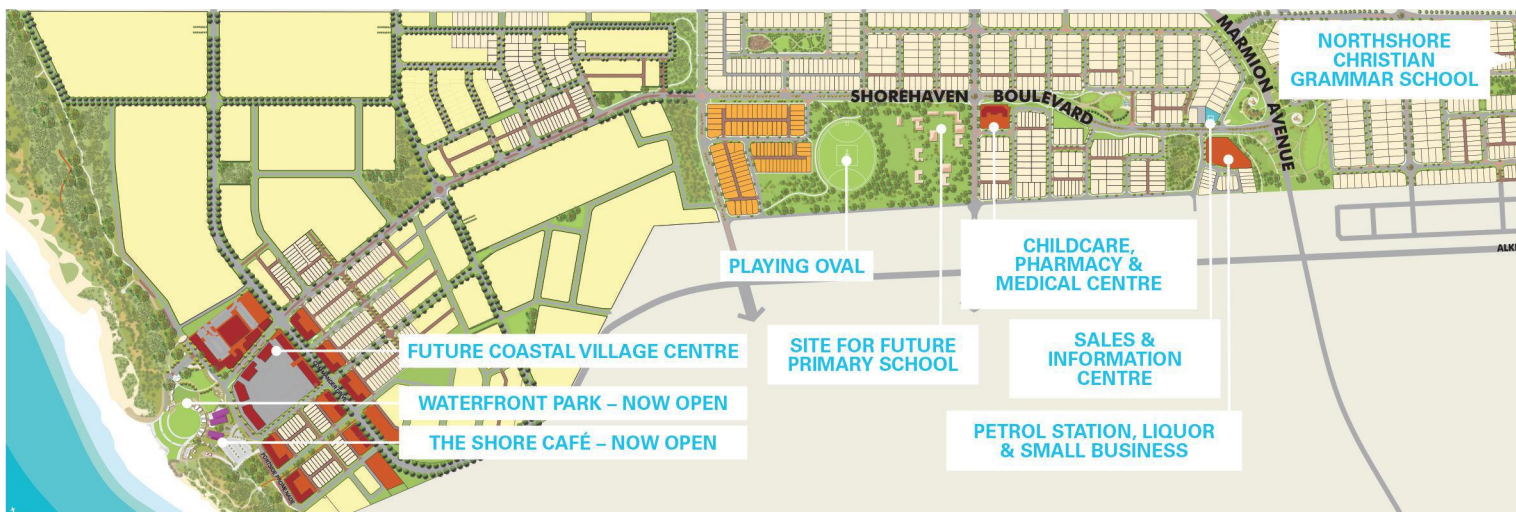 NORTHSHORE
CHRISTIAN
GRAMMAR SCHOOL
MARMION AVENUE
SHOREHAVEN BOULEVARD
PLAYING OVAL
CHILDCARE,
PHARMACY &
MEDICAL CENTRE
SITE FOR FUTURE
PRIMARY SCHOOL
SALES &
INFORMATION
CENTRE
FUTURE COASTAL VILLAGE CENTRE
WATERFRONT PARK – NOW OPEN
THE SHORE CAFÉ – NOW OPEN
PETROL STATION, LIQUOR
& SMALL BUSINESS
ALKI